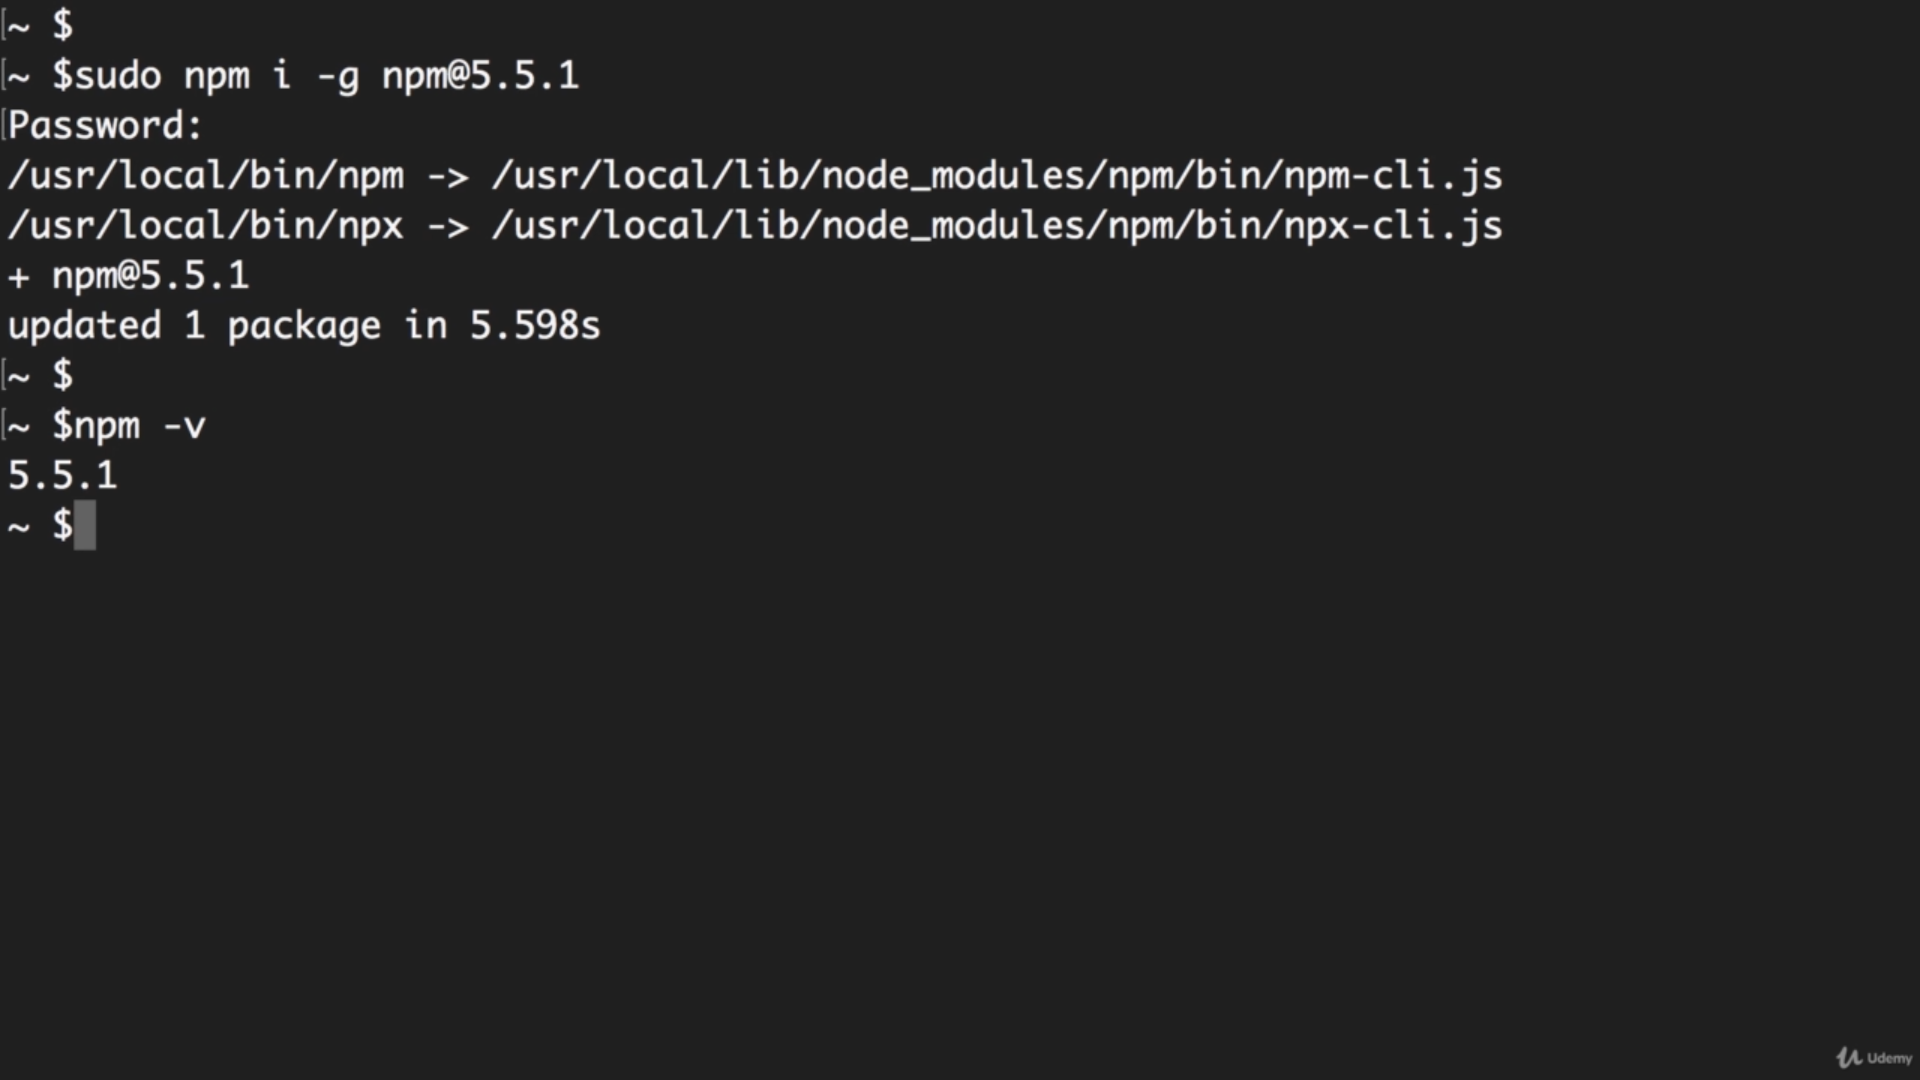 ~ $
~ $sudo npm i -g npm@5.5.1
Password:
/usr/local/bin/npm -> /usr/local/lib/node_modules/npm/bin/npm-cli.js
/usr/local/bin/npx -> /usr/local/lib/node_modules/npm/bin/npx-cli.js
+ npm@5.5.1
updated 1 package in 5.598s
~ $
~ $npm -v
5.5.1
~ $
Udemy